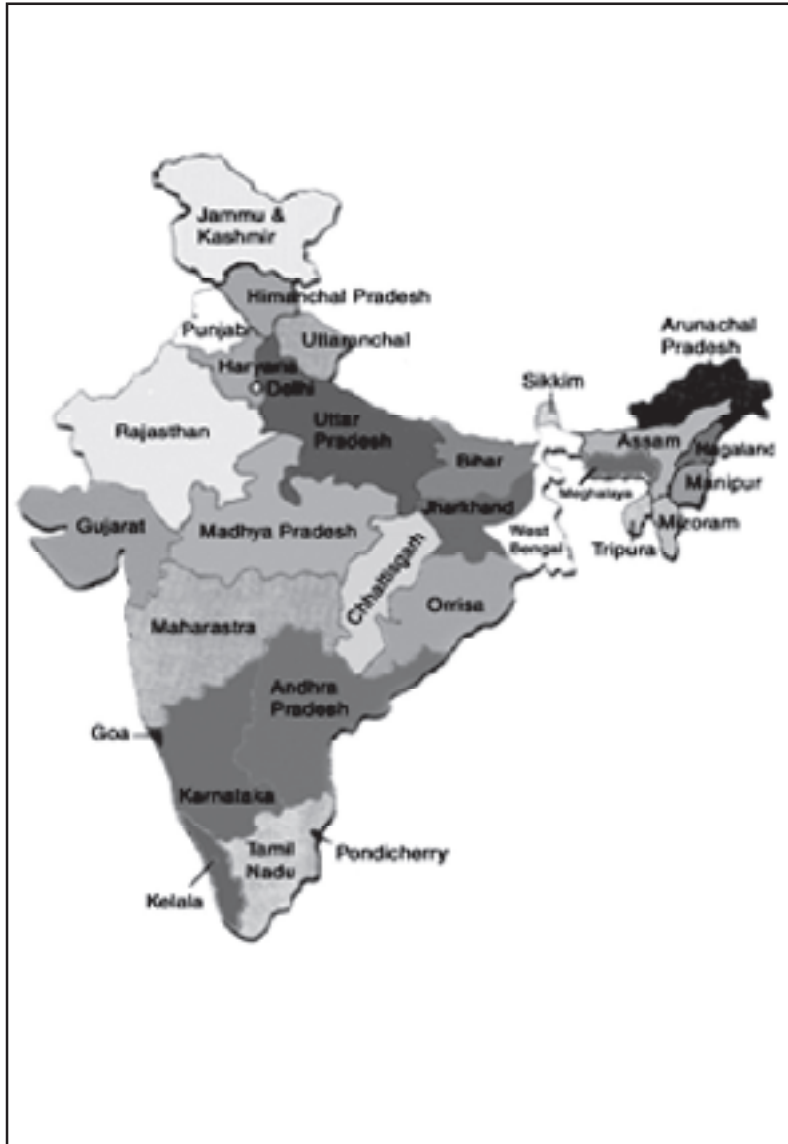 Jammu &
Kashmir
Himanchal Pradesh
Punjabr
Uttaranchal
Haryana
Delhi
Rajasthan
Uttar
Pradesh
Arunachal
Pradesh
Sikkim
Assam
Nagaland
Bihar
Meghalaya
Manipur
Jharkhand
Gujarat
Madhya Pradesh
West
Bengal
Mizoram
Tripura
Chhattisgarh
Orrisa
Maharastra
Andhra
Pradesh
Goa
Karnataka
Tamil
Nadu
Pondicherry
Kelala